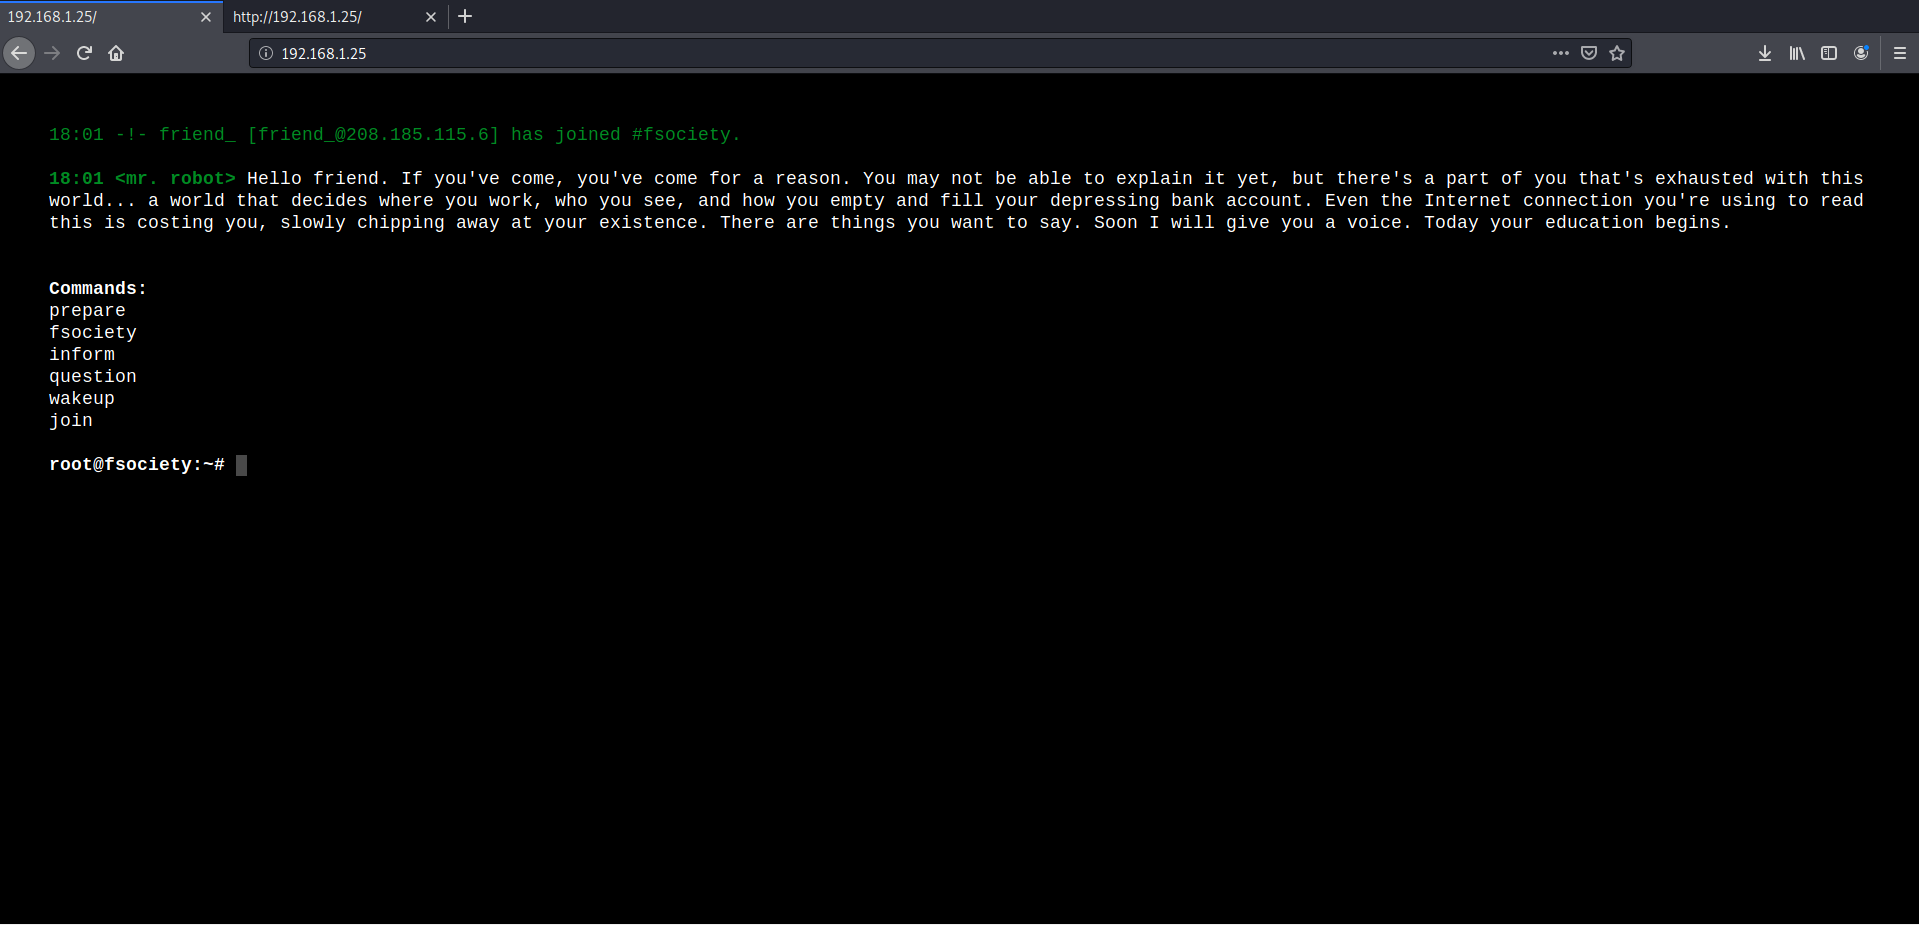 192.168.1.25/
http://192.168.1.25/
192.168.1.25
18:01 -!- friend_ [friend_@208.185.115.6] has joined #fsociety.
18:01 <mr. robot> Hello friend. If you've come, you've come for a reason. You may not be able to explain it yet, but there's a part of you that's exhausted with this
world... a world that decides where you work, who you see, and how you empty and fill your depressing bank account. Even the Internet connection you're using to read
this is costing you, slowly chipping away at your existence. There are things you want to say. Soon I will give you a voice. Today your education begins.
Commands:
prepare
fsociety
inform
question
wakeup
join
root@fsociety:~#